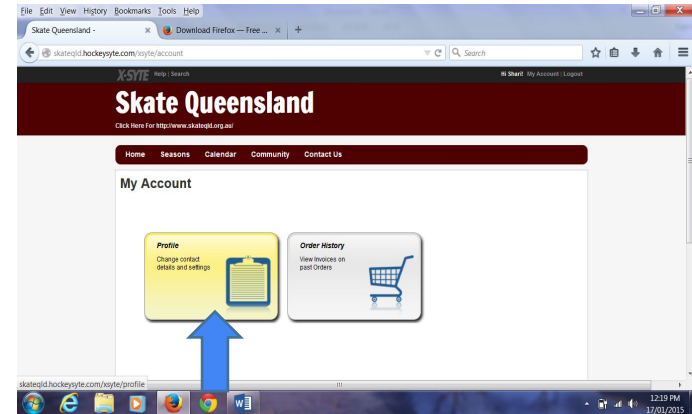 File Edit View History Bookmarks Tools Help
Skate Queensland - × Download Firefox — Free ... × +
skateqld.hockeysyte.com/xsyte/account Search
X-SYTE Help | Search Hi Shari! My Account | Logout
Skate Queensland
Click Here For http://www.skateqld.org.au/
Home Seasons Calendar Community Contact Us
My Account
Profile
Change contact
details and settings
Order History
View Invoices on
past Orders
skateqld.hockeysyte.com/xsyte/profile
12:19 PM
17/01/2015